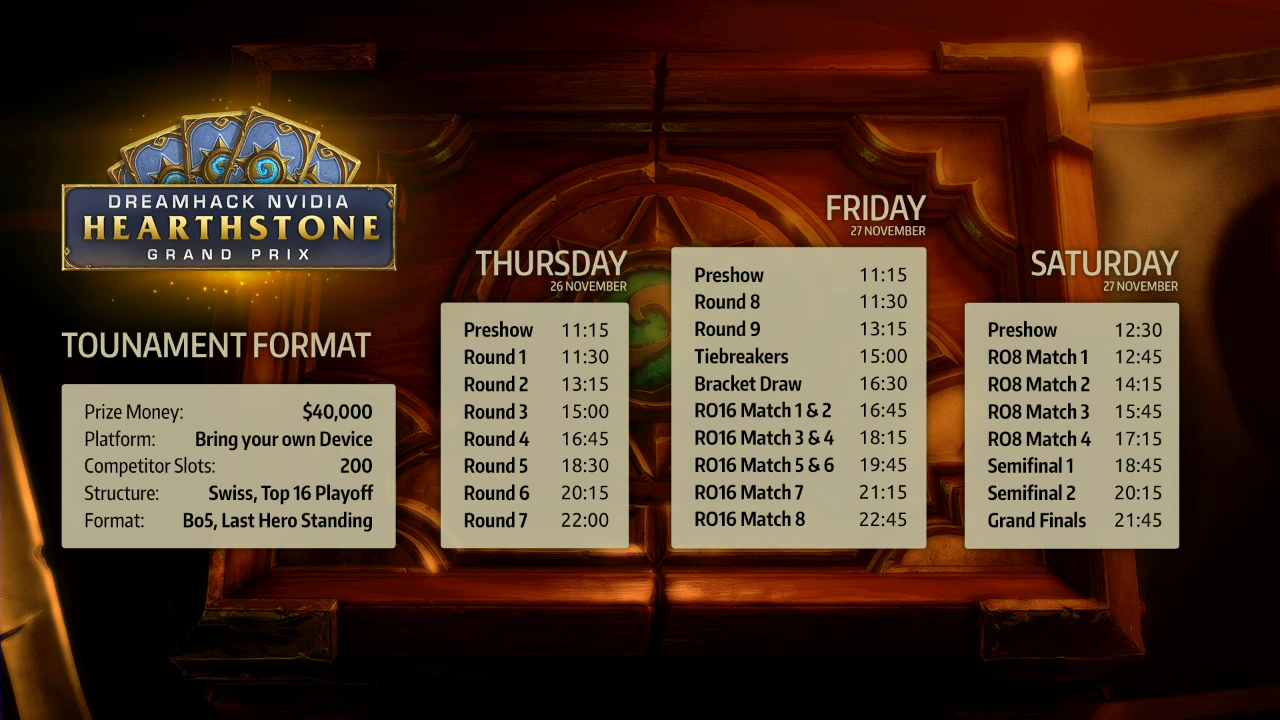 DREAMHACK NVIDIA
HEARTHSTONE
GRAND PRIX
TOUNAMENT FORMAT
Prize Money: $40,000
Platform: Bring your own Device
Competitor Slots: 200
Structure: Swiss, Top 16 Playoff
Format: Bo5, Last Hero Standing
THURSDAY
26 NOVEMBER
Preshow 11:15
Round 1 11:30
Round 2 13:15
Round 3 15:00
Round 4 16:45
Round 5 18:30
Round 6 20:15
Round 7 22:00
FRIDAY
27 NOVEMBER
Preshow 11:15
Round 8 11:30
Round 9 13:15
Tiebreakers 15:00
Bracket Draw 16:30
RO16 Match 1 & 2 16:45
RO16 Match 3 & 4 18:15
RO16 Match 5 & 6 19:45
RO16 Match 7 21:15
RO16 Match 8 22:45
SATURDAY
27 NOVEMBER
Preshow 12:30
RO8 Match 1 12:45
RO8 Match 2 14:15
RO8 Match 3 15:45
RO8 Match 4 17:15
Semifinal 1 18:45
Semifinal 2 20:15
Grand Finals 21:45